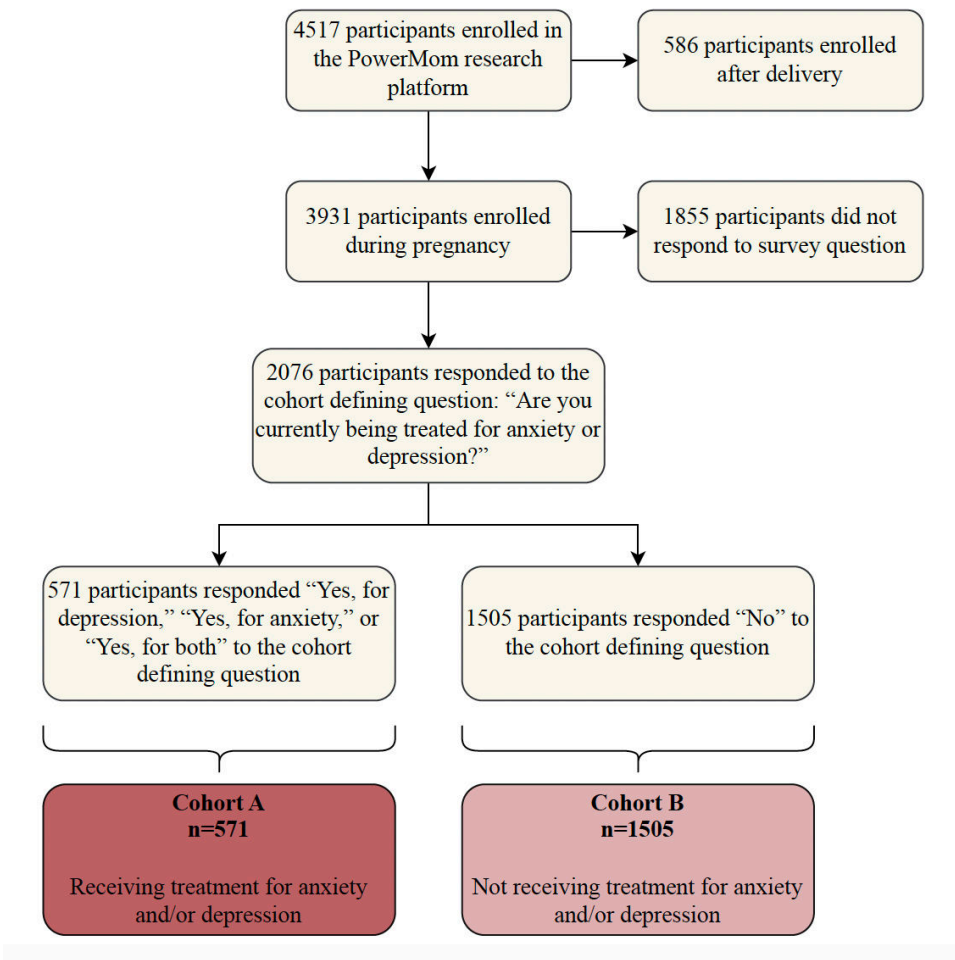 4517 participants enrolled in
the PowerMom research
platform
586 participants enrolled
after delivery
3931 participants enrolled
during pregnancy
1855 participants did not
respond to survey question
2076 participants responded to the
cohort defining question: “Are you
currently being treated for anxiety or
depression?”
571 participants responded “Yes, for
depression,” “Yes, for anxiety,” or
“Yes, for both” to the cohort
defining question
1505 participants responded “No” to
the cohort defining question
Cohort A
n=571
Receiving treatment for anxiety
and/or depression
Cohort B
n=1505
Not receiving treatment for anxiety
and/or depression